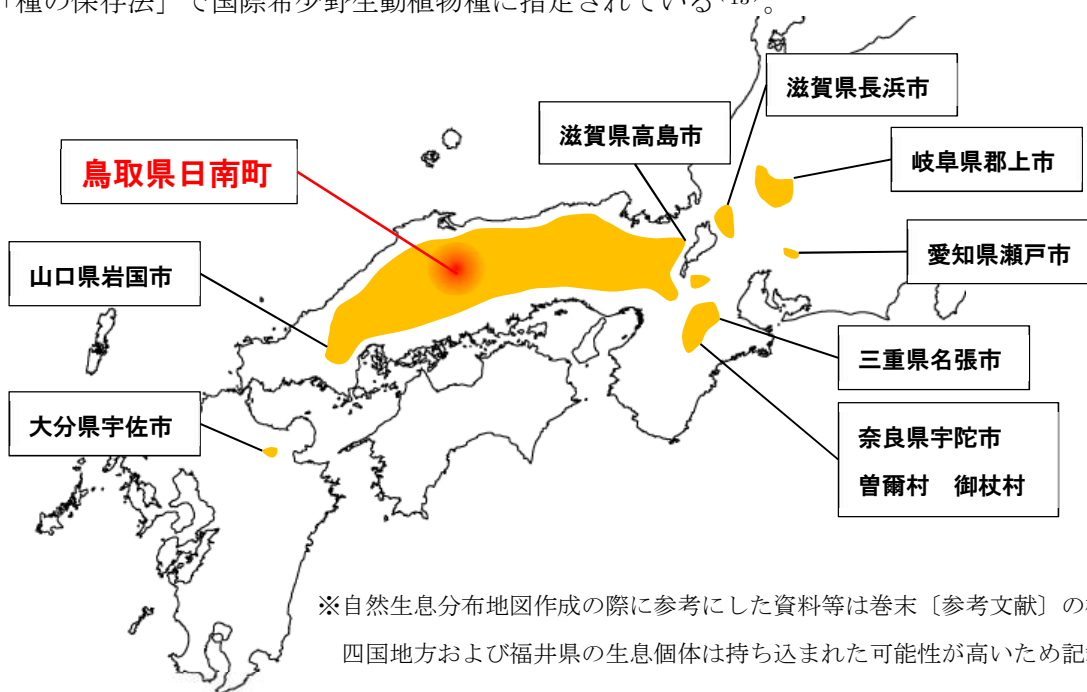 「種の保存法」で国際希少野生動植物種に指定されている(13)。
滋賀県長浜市
滋賀県高島市
岐阜県郡上市
鳥取県日南町
愛知県瀬戸市
山口県岩国市
三重県名張市
大分県宇佐市
奈良県宇陀市
曽爾村 御杖村
※自然生息分布地図作成の際に参考にした資料等は巻末〔参考文献〕の
四国地方および福井県の生息個体は持ち込まれた可能性が高いため記